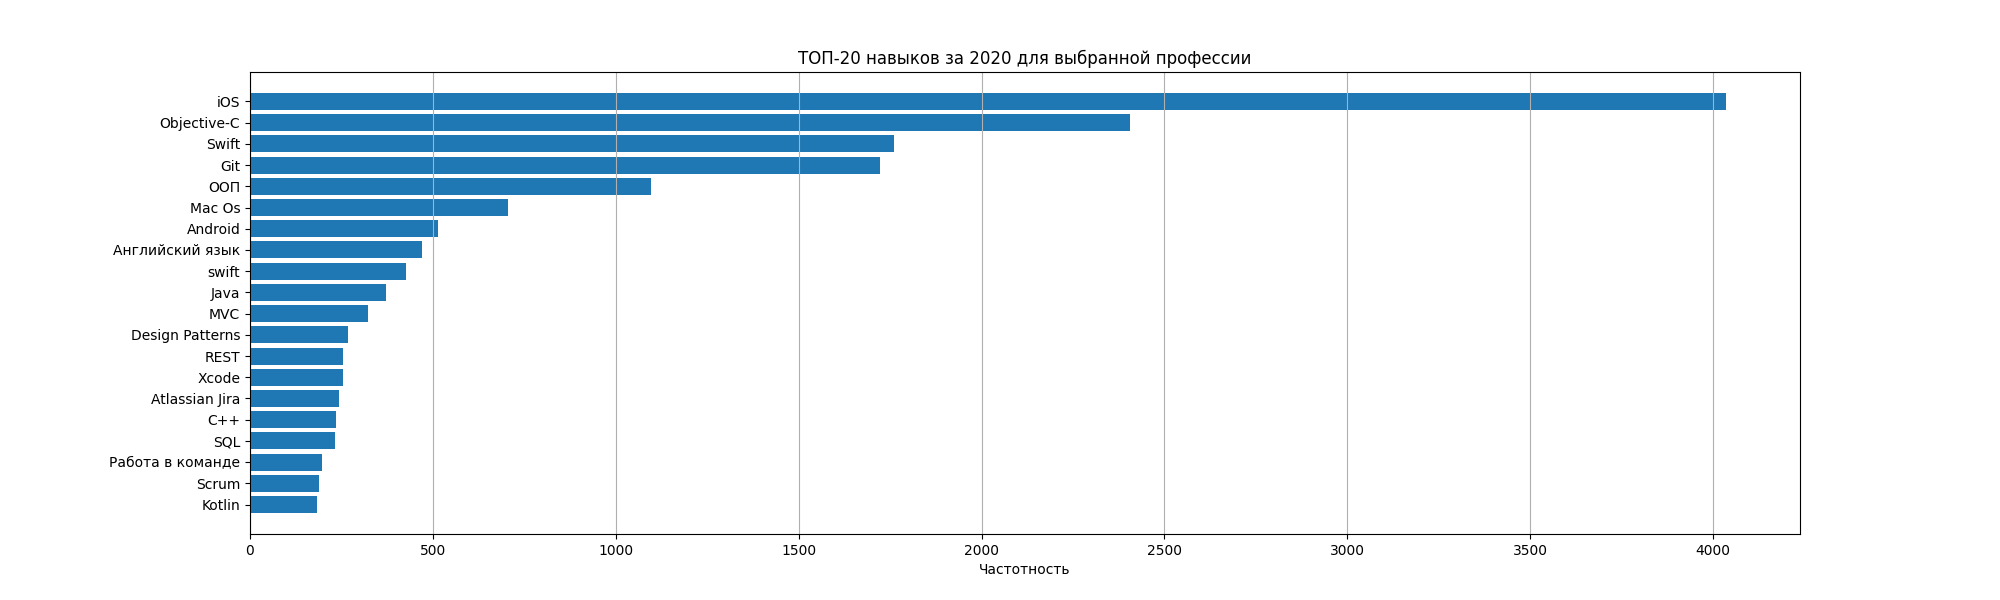 ТОП-20 навыков за 2020 для выбранной профессии
iOS
Objective-C
Swift
Git
ООП
Mac Os
Android
Английский язык
swift
Java
MVC
Design Patterns
REST
Xcode
Atlassian Jira
C++
SQL
Работа в команде
Scrum
Kotlin
0 500 1000 1500 2000 2500 3000 3500 4000
Частотность